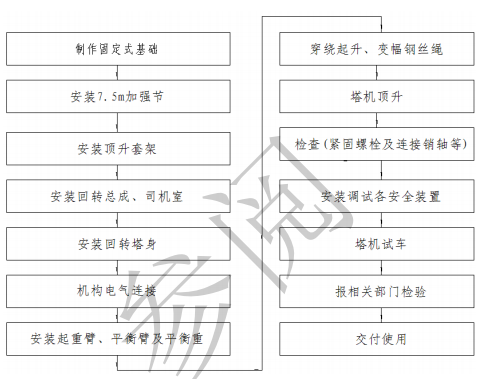 制作固定式基础
安装7.5m加强节
安装顶升套架
安装回转总成、司机室
安装回转塔身
机构电气连接
安装起重臂、平衡臂及平衡重
穿绕起升、变幅钢丝绳
塔机顶升
检查(紧固螺栓及连接销轴等)
安装调试各安全装置
塔机试车
报相关部门检验
交付使用
参阅